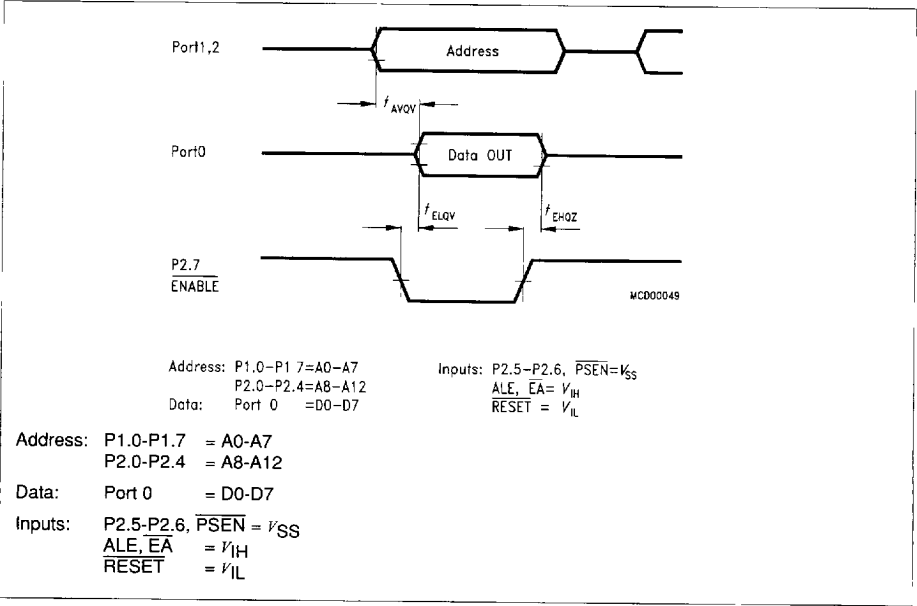 Port1,2
Address
t AVQV
Port0
Data OUT
t ELQV
t EHQZ
P2.7
ENABLE
MCD00049
Address: P1.0–P1 7=A0–A7
P2.0–P2.4=A8–A12
Data: Port 0 =D0–D7
Inputs: P2.5–P2.6, PSEN=VSS
ALE, EA= VIH
RESET = VIL
Address: P1.0-P1.7 = A0-A7
P2.0-P2.4 = A8-A12
Data: Port 0 = D0-D7
Inputs: P2.5-P2.6, PSEN = VSS
ALE, EA = VIH
RESET = VIL